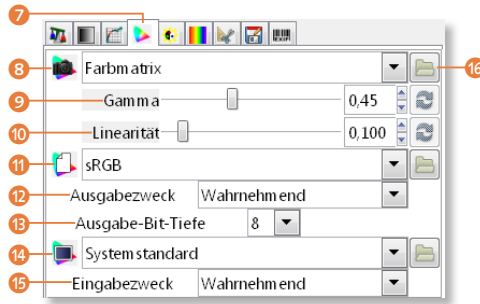 7
8 Farbmatrix 16
9 Gamma 0,45
10 Linearität 0,100
11 sRGB
12 Ausgabezweck Wahrnehmend
13 Ausgabe-Bit-Tiefe 8
14 Systemstandard
15 Eingabezweck Wahrnehmend